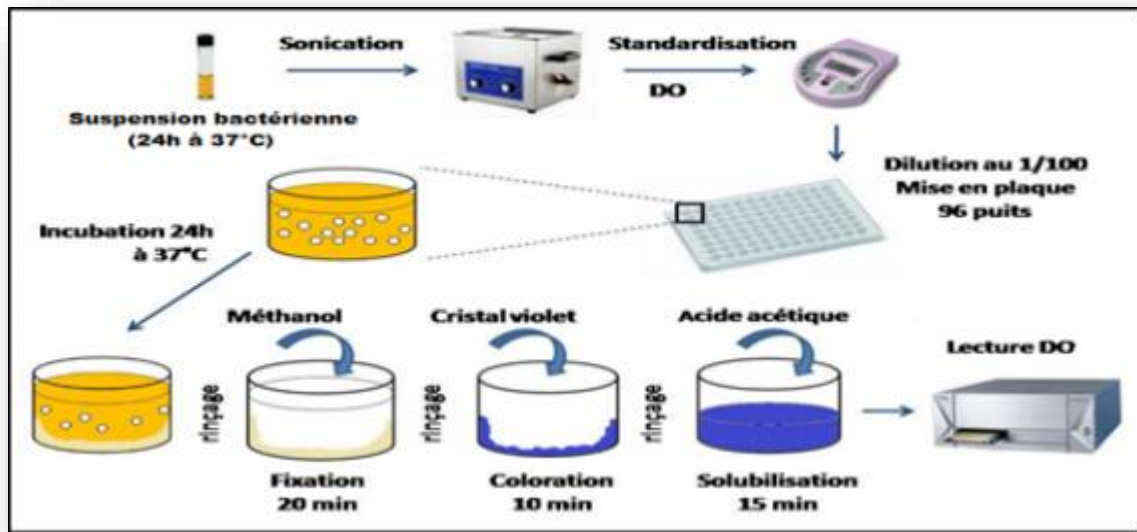 Sonication
Standardisation
DO
Suspension bactérienne
(24h à 37°C)
Dilution au 1/100
Mise en plaque
96 puits
Incubation 24h
à 37°C
Méthanol
Cristal violet
Acide acétique
Lecture DO
rinçage
rinçage
rinçage
Fixation
20 min
Coloration
10 min
Solubilisation
15 min